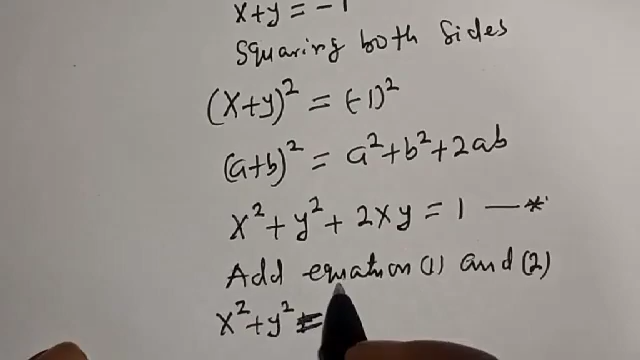 x+y = -1
Squaring both sides
(x+y)² = (-1)²
(a+b)² = a²+b²+2ab
x²+y²+2xy = 1 —*
Add equation (1) and (2)
x²+y² =